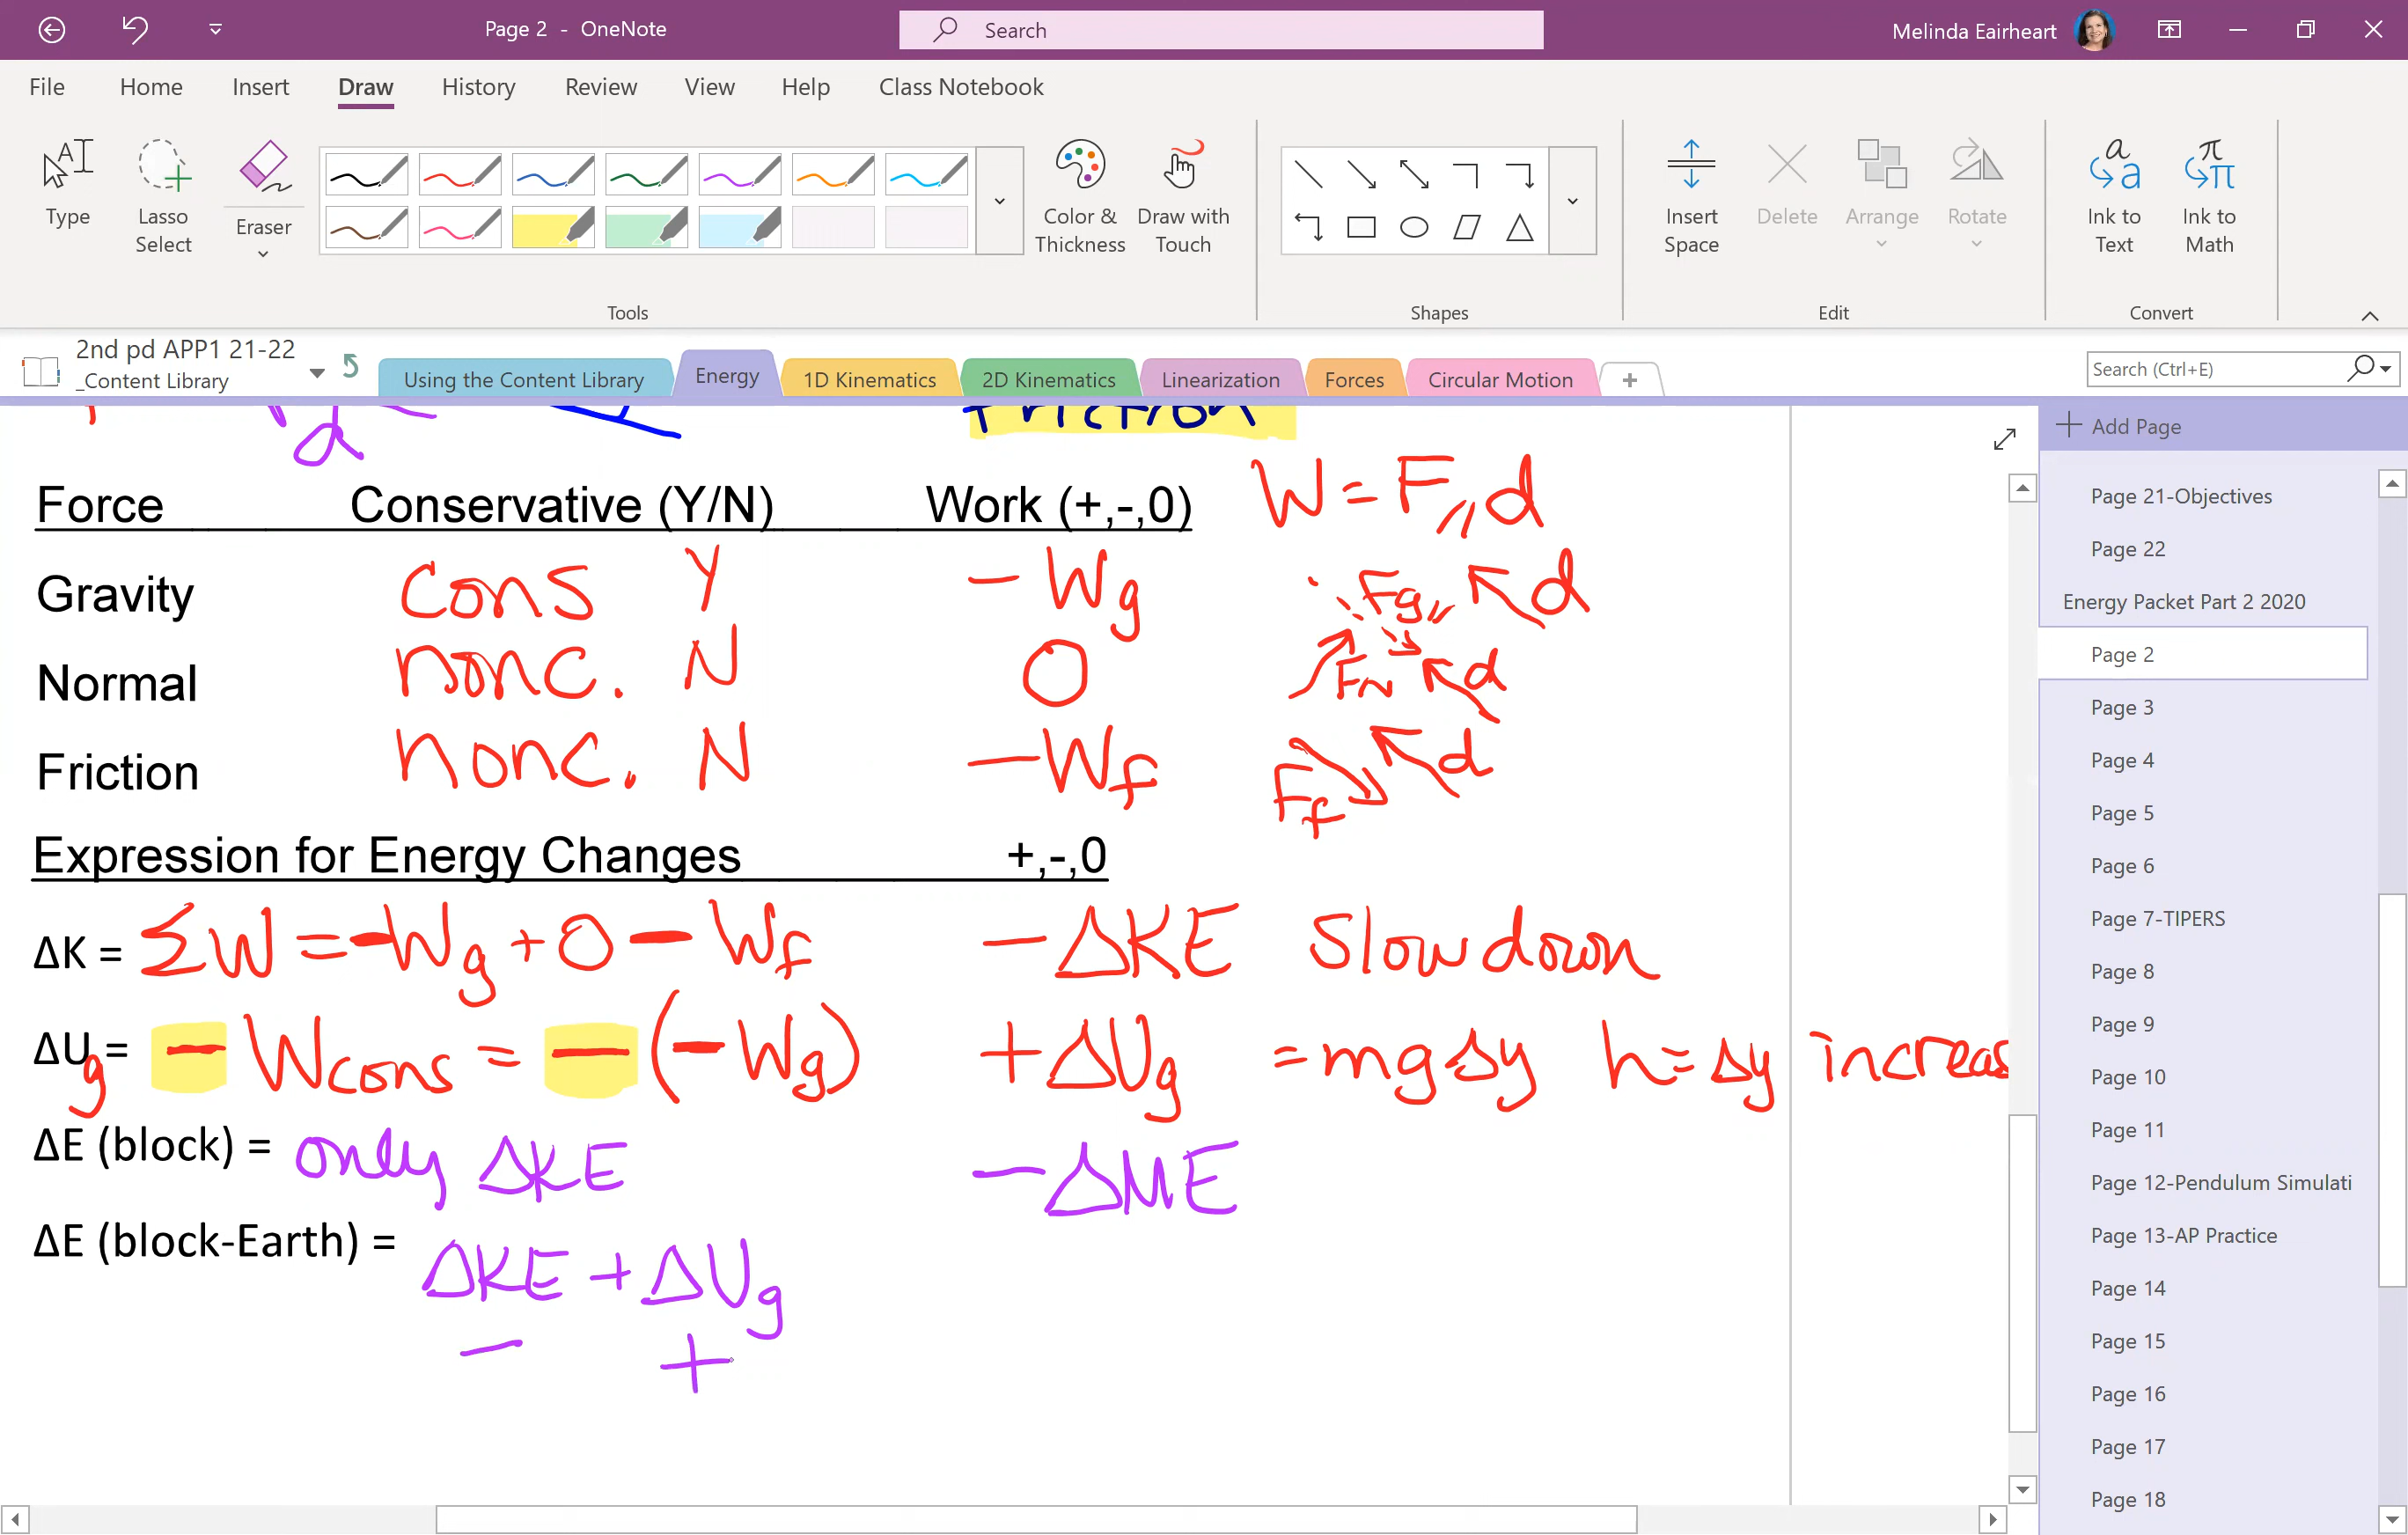 Page 2 - OneNote
Search
Melinda Eairheart
File Home Insert Draw History Review View Help Class Notebook
Type
Lasso Select
Eraser
Color & Thickness
Draw with Touch
Insert Space
Delete
Arrange
Rotate
Ink to Text
Ink to Math
Tools
Shapes
Edit
Convert
2nd pd APP1 21-22
_Content Library
Using the Content Library Energy 1D Kinematics 2D Kinematics Linearization Forces Circular Motion
Search (Ctrl+E)
d
Friction
Force Conservative (Y/N) Work (+,-,0) W = F∥d
Gravity Cons Y -Wg Fg∥ d
Normal nonc. N 0 FN d
Friction nonc. N -Wf Ff d
Expression for Energy Changes +,-,0
ΔK = ΣW = -Wg + 0 - Wf -ΔKE Slow down
ΔUg = - Wcons = - (-Wg) +ΔUg = mgΔy h = Δy increas
ΔE (block) = only ΔKE -ΔME
ΔE (block-Earth) = ΔKE + ΔUg
- +
Add Page
Page 21-Objectives
Page 22
Energy Packet Part 2 2020
Page 2
Page 3
Page 4
Page 5
Page 6
Page 7-TIPERS
Page 8
Page 9
Page 10
Page 11
Page 12-Pendulum Simulati
Page 13-AP Practice
Page 14
Page 15
Page 16
Page 17
Page 18